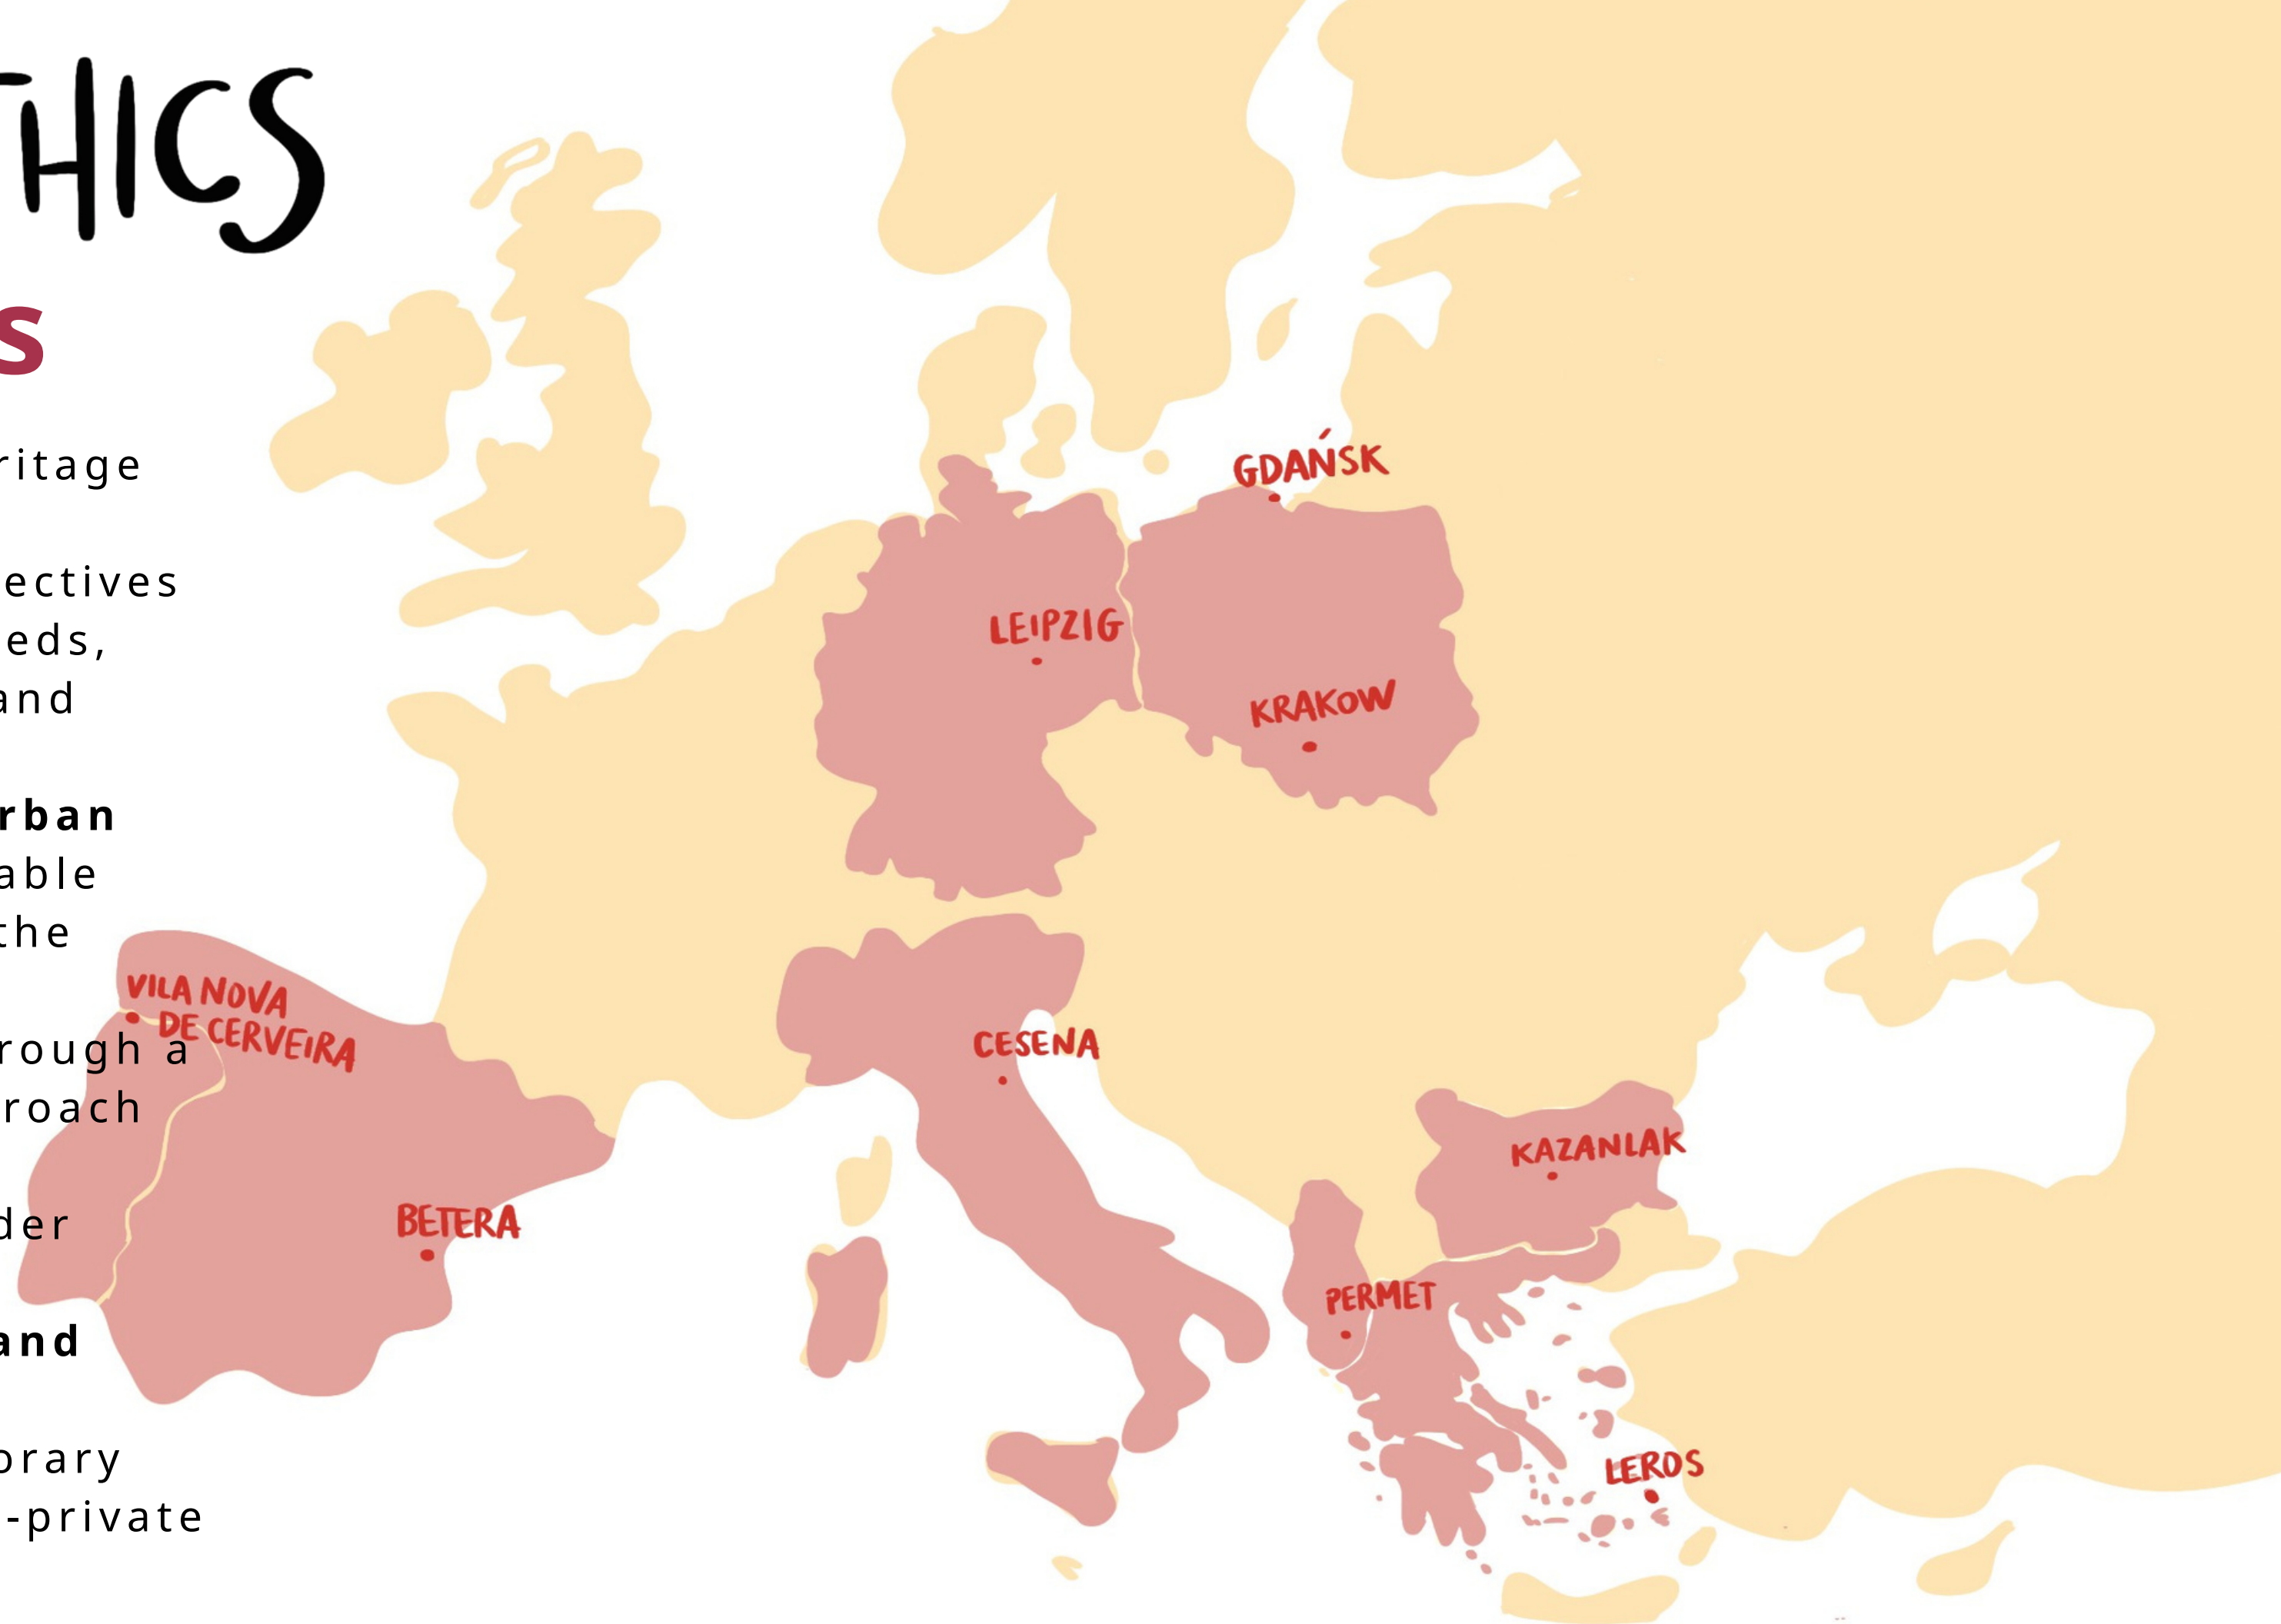 THICS
s
ritage
ectives
eds,
and
rban
able
the
rough a
roach
der
and
orary
-private
GDAŃSK
LEIPZIG
KRAKOW
VILA NOVA
DE CERVEIRA
CESENA
BETERA
KAZANLAK
PERMET
LEROS